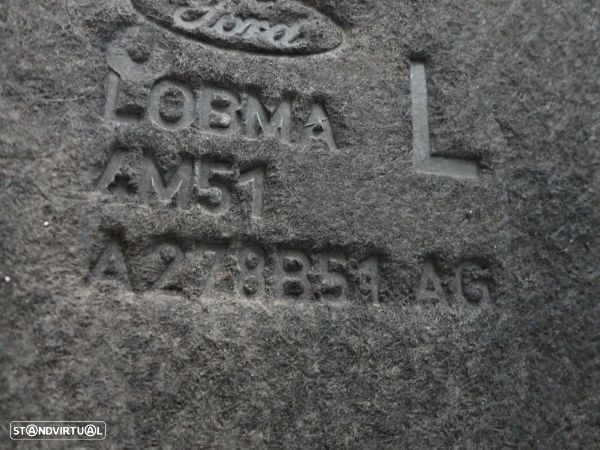 Ford
L
LOBMA
AM51
A278B51 AG
STANDVIRTUAL